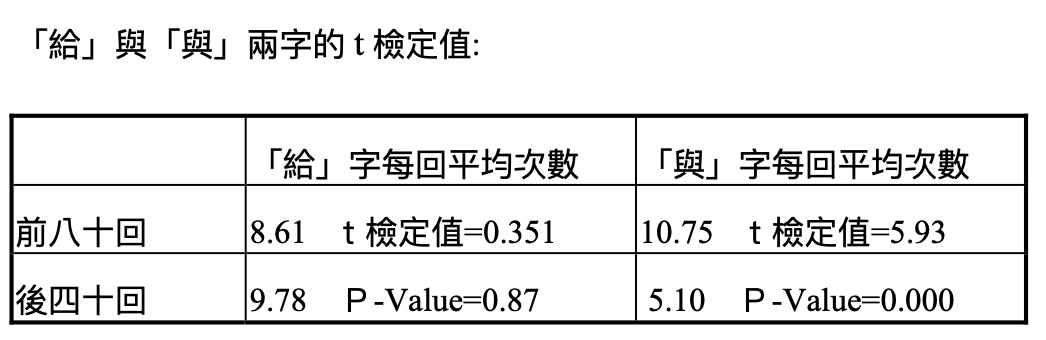 「給」與「與」兩字的 t 檢定值:
「給」字每回平均次數 「與」字每回平均次數
前八十回 8.61 t 檢定值=0.351 10.75 t 檢定值=5.93
後四十回 9.78 P-Value=0.87 5.10 P-Value=0.000